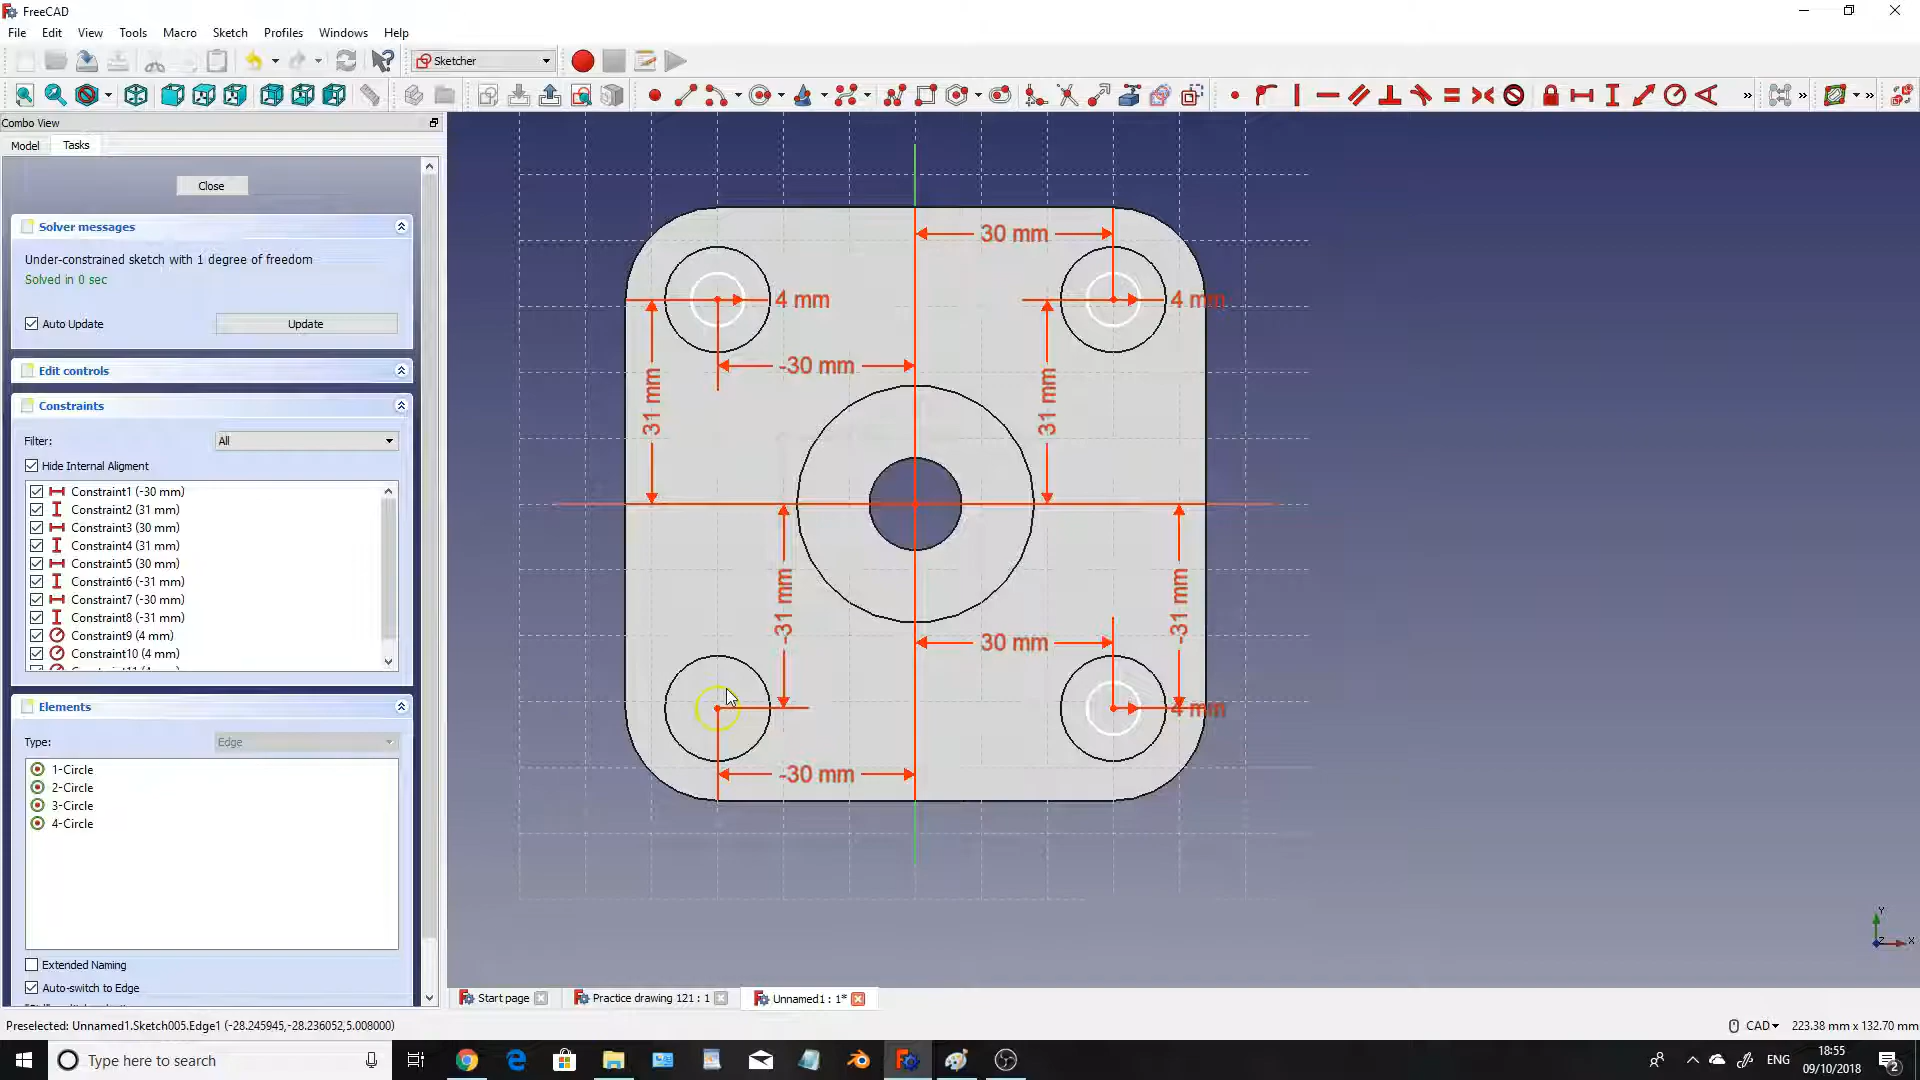 FreeCAD
File Edit View Tools Macro Sketch Profiles Windows Help
Sketcher
Combo View
Model Tasks
Close
Solver messages
Under-constrained sketch with 1 degree of freedom
Solved in 0 sec
Auto Update Update
Edit controls
Constraints
Filter: All
Hide Internal Aligment
Constraint1 (-30 mm)
Constraint2 (31 mm)
Constraint3 (30 mm)
Constraint4 (31 mm)
Constraint5 (30 mm)
Constraint6 (-31 mm)
Constraint7 (-30 mm)
Constraint8 (-31 mm)
Constraint9 (4 mm)
Constraint10 (4 mm)
Elements
Type: Edge
1-Circle
2-Circle
3-Circle
4-Circle
Extended Naming
Auto-switch to Edge
30 mm
4 mm
4 mm
-30 mm
31 mm
31 mm
-31 mm
-31 mm
30 mm
4 mm
-30 mm
Y
Z X
Start page Practice drawing 121 : 1 Unnamed1 : 1*
Preselected: Unnamed1.Sketch005.Edge1 (-28.245945,-28.236052,5.008000) CAD 223.38 mm x 132.70 mm
Type here to search
ENG
18:55
09/10/2018
2